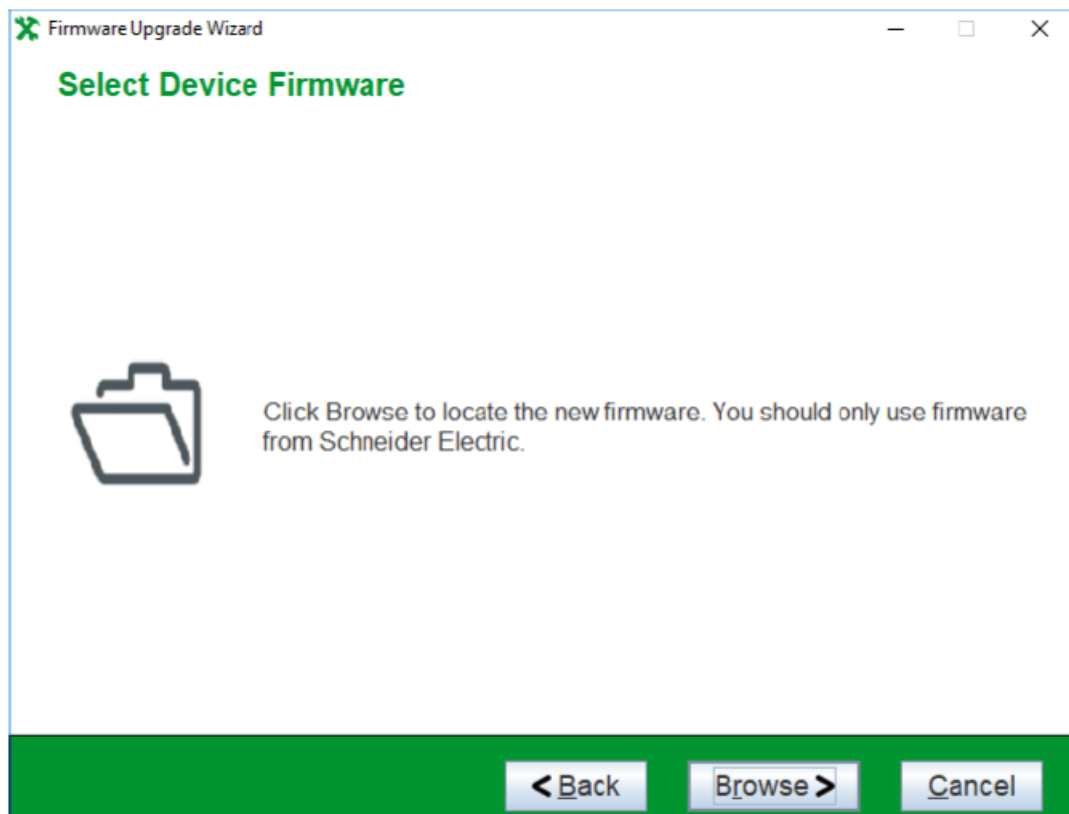 Firmware Upgrade Wizard
Select Device Firmware
Click Browse to locate the new firmware. You should only use firmware
from Schneider Electric.
< Back
Browse >
Cancel